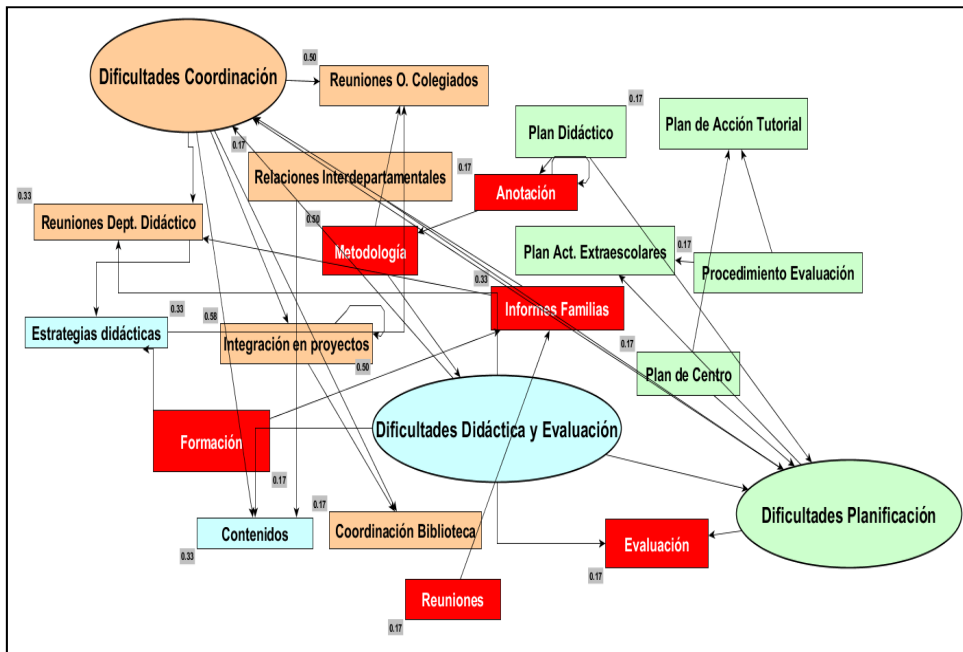 0.50
Dificultades Coordinación
Reuniones O. Colegiados
0.17
Plan Didáctico
Plan de Acción Tutorial
0.17
Relaciones Interdepartamentales
0.17
Anotación
0.33
Reuniones Dept. Didáctico
0.50
Metodología
Plan Act. Extraescolares
0.17
Procedimiento Evaluación
0.33
Informes Familias
0.33
Estrategias didácticas
0.58
Integración en proyectos
0.17
Plan de Centro
0.50
Formación
Dificultades Didáctica y Evaluación
0.17
0.17
Contenidos
0.33
Coordinación Biblioteca
Dificultades Planificación
Evaluación
0.17
Reuniones
0.17